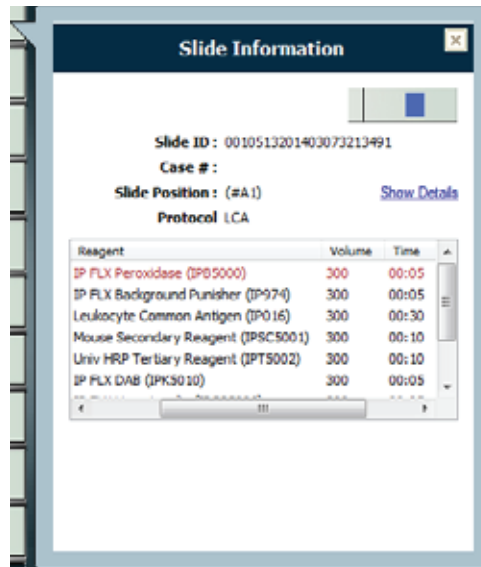 Slide Information
Slide ID : 0010513201403073213491
Case # :
Slide Position : (#A1) Show Details
Protocol LCA
Reagent Volume Time
IP FLX Peroxidase (IPB5000) 300 00:05
IP FLX Background Punisher (IP974) 300 00:05
Leukocyte Common Antigen (IP016) 300 00:30
Mouse Secondary Reagent (IPSC5001) 300 00:10
Univ HRP Tertiary Reagent (IPT5002) 300 00:10
IP FLX DAB (IPK5010) 300 00:05